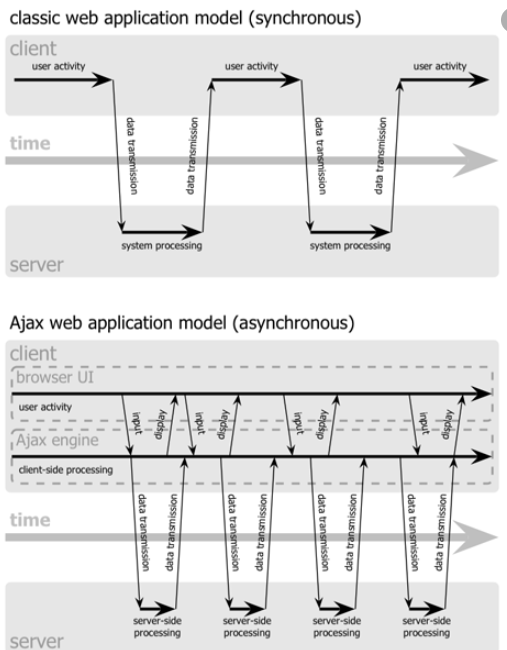 classic web application model (synchronous)
client
user activity
user activity
user activity
data transmission
data transmission
data transmission
data transmission
time
system processing
system processing
server
Ajax web application model (asynchronous)
client
browser UI
user activity
input
display
input
display
input
display
input
display
Ajax engine
client-side processing
data transmission
data transmission
data transmission
data transmission
data transmission
data transmission
data transmission
data transmission
time
server-side
processing
server-side
processing
server-side
processing
server-side
processing
server